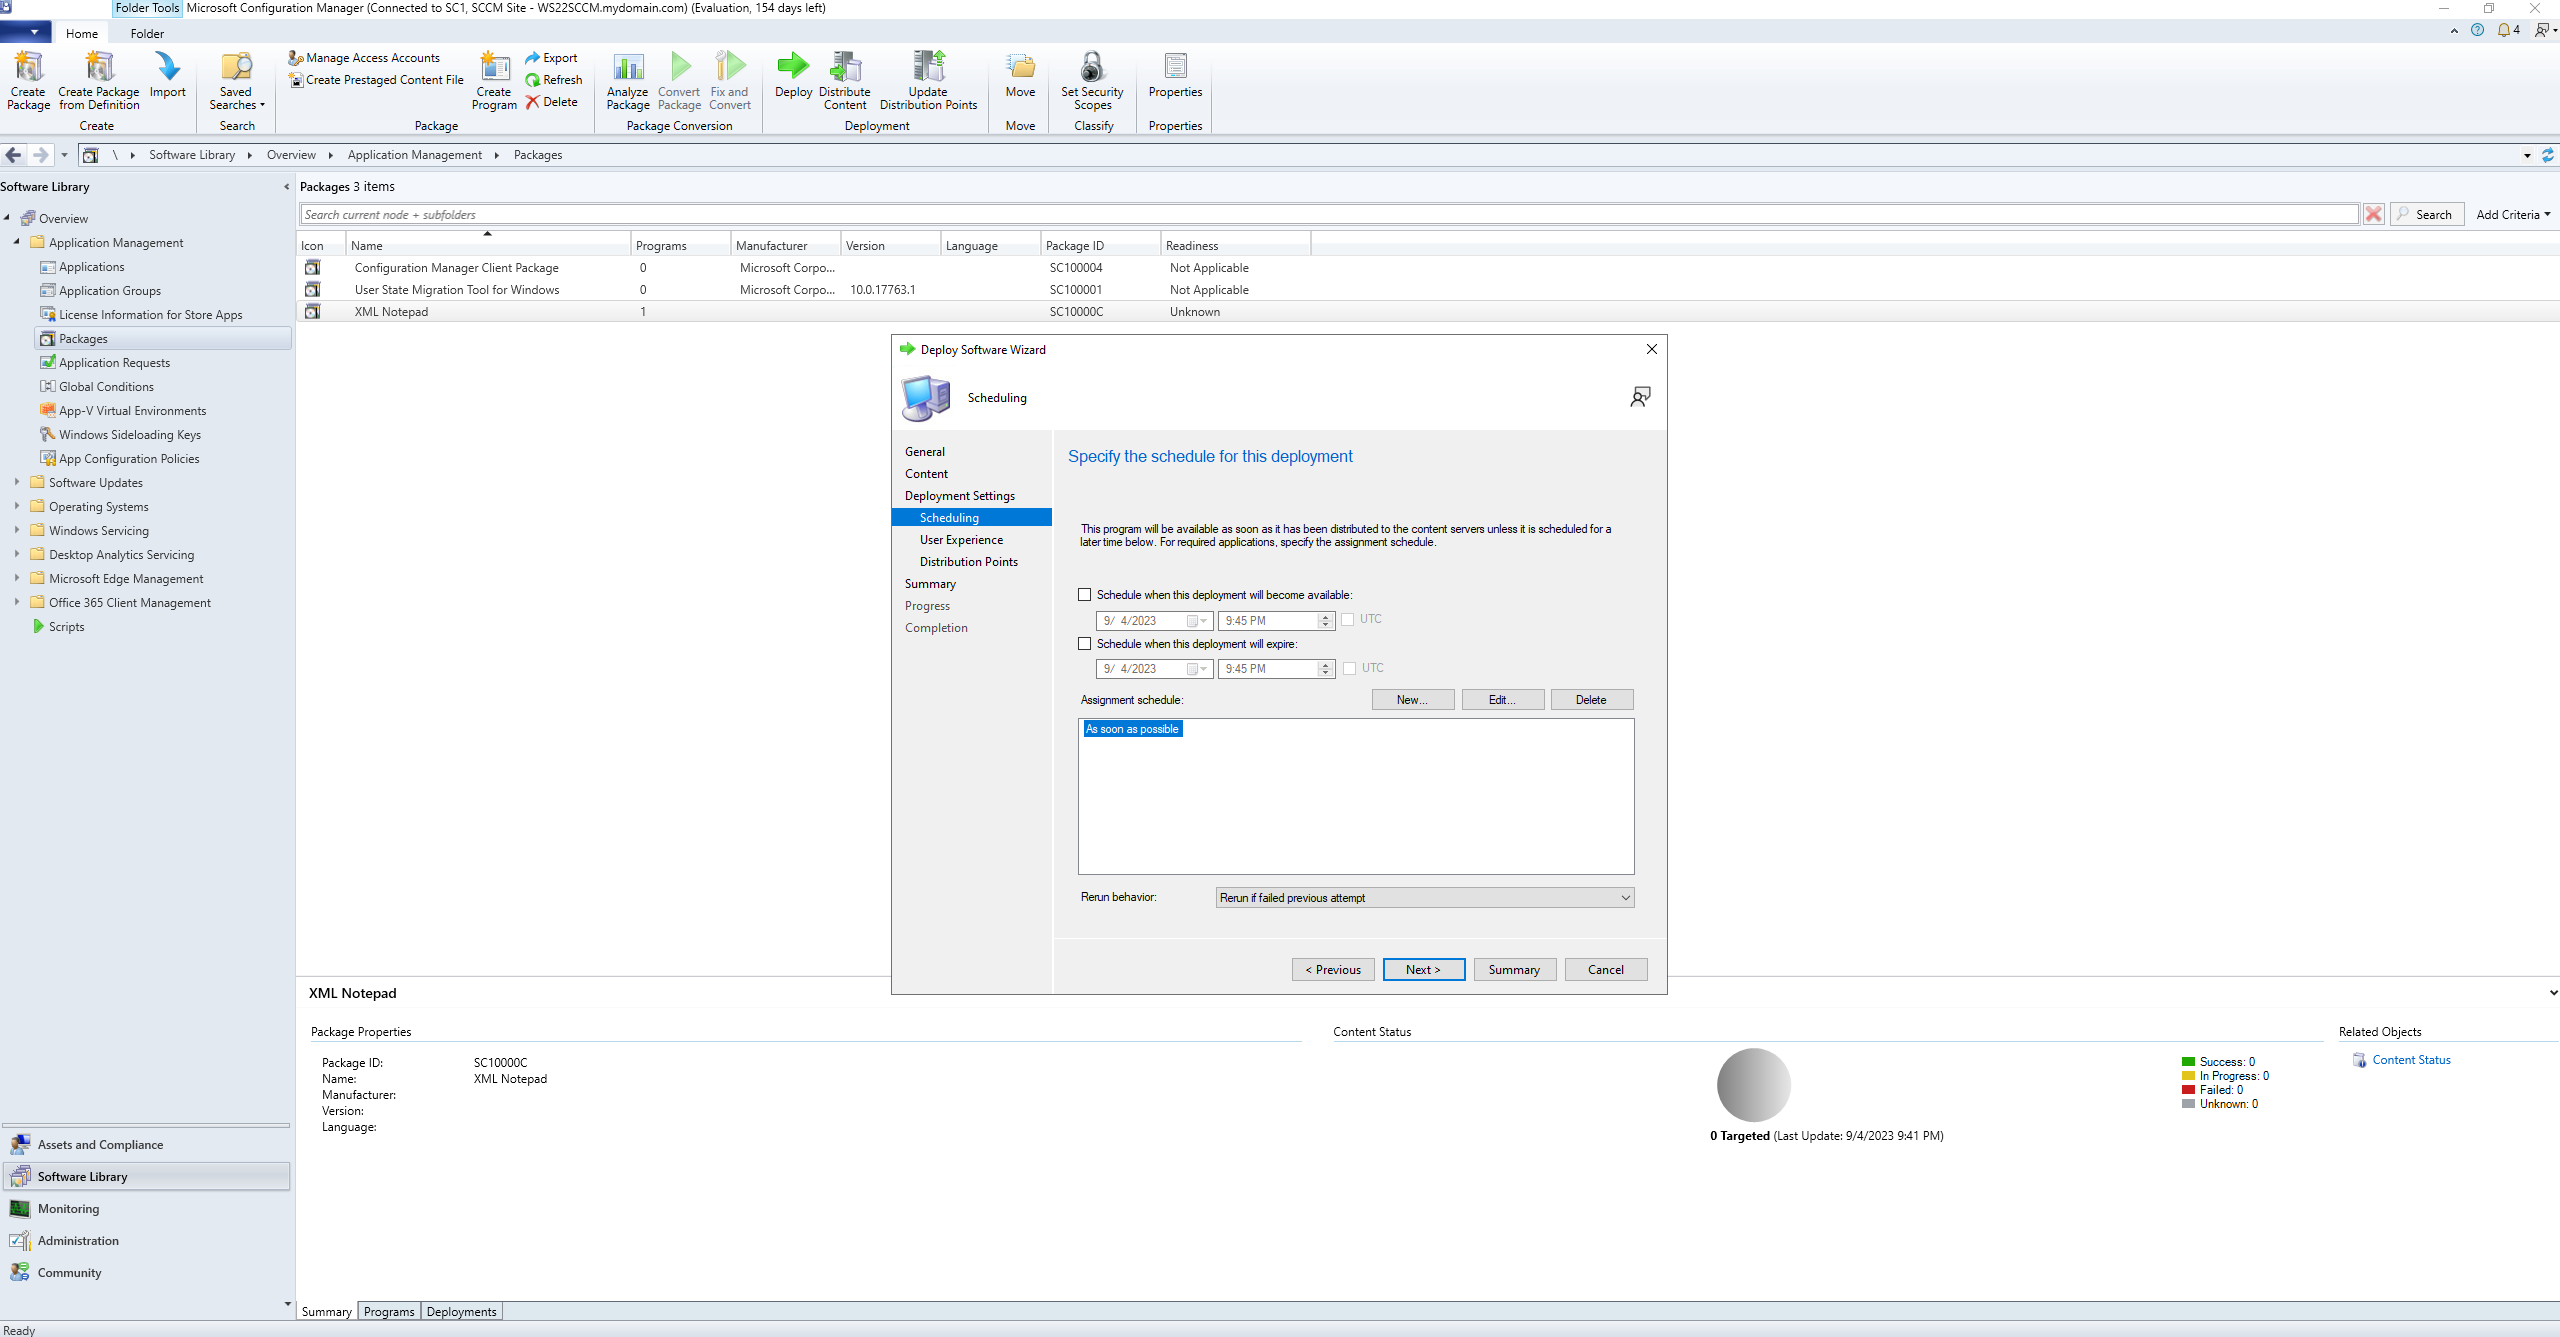 Folder Tools Microsoft Configuration Manager (Connected to SC1, SCCM Site - WS22SCCM.mydomain.com) (Evaluation, 154 days left)
Home Folder
4
Create Package
Create Package from Definition
Import
Saved Searches
Manage Access Accounts
Create Prestaged Content File
Create Program
Export
Refresh
Delete
Analyze Package
Convert Package
Fix and Convert
Deploy
Distribute Content
Update Distribution Points
Move
Set Security Scopes
Properties
Create Search Package Package Conversion Deployment Move Classify Properties
\ Software Library Overview Application Management Packages
Software Library
Overview
Application Management
Applications
Application Groups
License Information for Store Apps
Packages
Application Requests
Global Conditions
App-V Virtual Environments
Windows Sideloading Keys
App Configuration Policies
Software Updates
Operating Systems
Windows Servicing
Desktop Analytics Servicing
Microsoft Edge Management
Office 365 Client Management
Scripts
Assets and Compliance
Software Library
Monitoring
Administration
Community
Packages 3 items
Search current node + subfolders Search Add Criteria
Icon Name Programs Manufacturer Version Language Package ID Readiness
Configuration Manager Client Package 0 Microsoft Corpo... SC100004 Not Applicable
User State Migration Tool for Windows 0 Microsoft Corpo... 10.0.17763.1 SC100001 Not Applicable
XML Notepad 1 SC10000C Unknown
Deploy Software Wizard
Scheduling
General
Content
Deployment Settings
Scheduling
User Experience
Distribution Points
Summary
Progress
Completion
Specify the schedule for this deployment
This program will be available as soon as it has been distributed to the content servers unless it is scheduled for a
later time below. For required applications, specify the assignment schedule.
Schedule when this deployment will become available:
9/ 4/2023 9:45 PM UTC
Schedule when this deployment will expire:
9/ 4/2023 9:45 PM UTC
Assignment schedule: New... Edit... Delete
As soon as possible
Rerun behavior: Rerun if failed previous attempt
< Previous Next > Summary Cancel
XML Notepad
Package Properties
Package ID: SC10000C
Name: XML Notepad
Manufacturer:
Version:
Language:
Content Status
Success: 0
In Progress: 0
Failed: 0
Unknown: 0
0 Targeted (Last Update: 9/4/2023 9:41 PM)
Related Objects
Content Status
Summary Programs Deployments
Ready